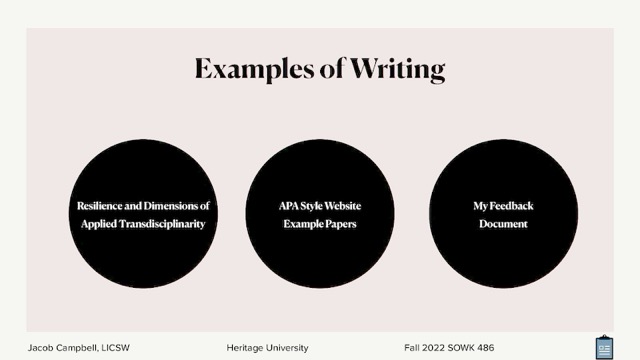 Examples of Writing
Resilience and Dimensions of
Applied Transdisciplinarity
APA Style Website
Example Papers
My Feedback
Document
Jacob Campbell, LICSW
Heritage University
Fall 2022 SOWK 486